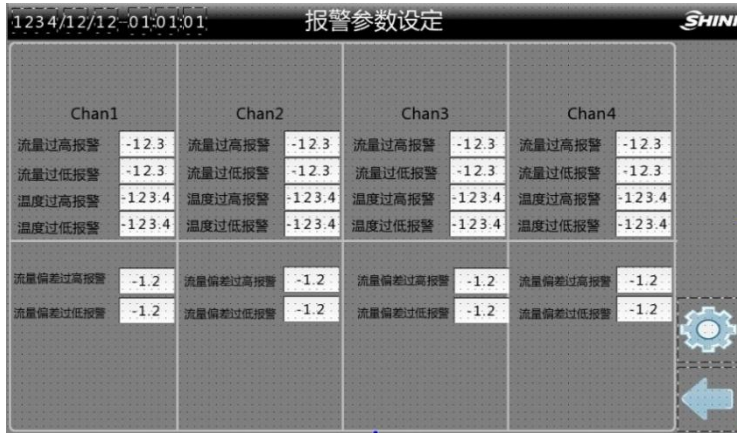 1234/12/12-01:01:01 报警参数设定 SHINI
Chan1 Chan2 Chan3 Chan4
流量过高报警 -12.3 流量过高报警 -12.3 流量过高报警 -12.3 流量过高报警 -12.3
流量过低报警 -12.3 流量过低报警 -12.3 流量过低报警 -12.3 流量过低报警 -12.3
温度过高报警 -123.4 温度过高报警 -123.4 温度过高报警 -123.4 温度过高报警 -123.4
温度过低报警 -123.4 温度过低报警 -123.4 温度过低报警 -123.4 温度过低报警 -123.4
流量偏差过高报警 -1.2 流量偏差过高报警 -1.2 流量偏差过高报警 -1.2 流量偏差过高报警 -1.2
流量偏差过低报警 -1.2 流量偏差过低报警 -1.2 流量偏差过低报警 -1.2 流量偏差过低报警 -1.2